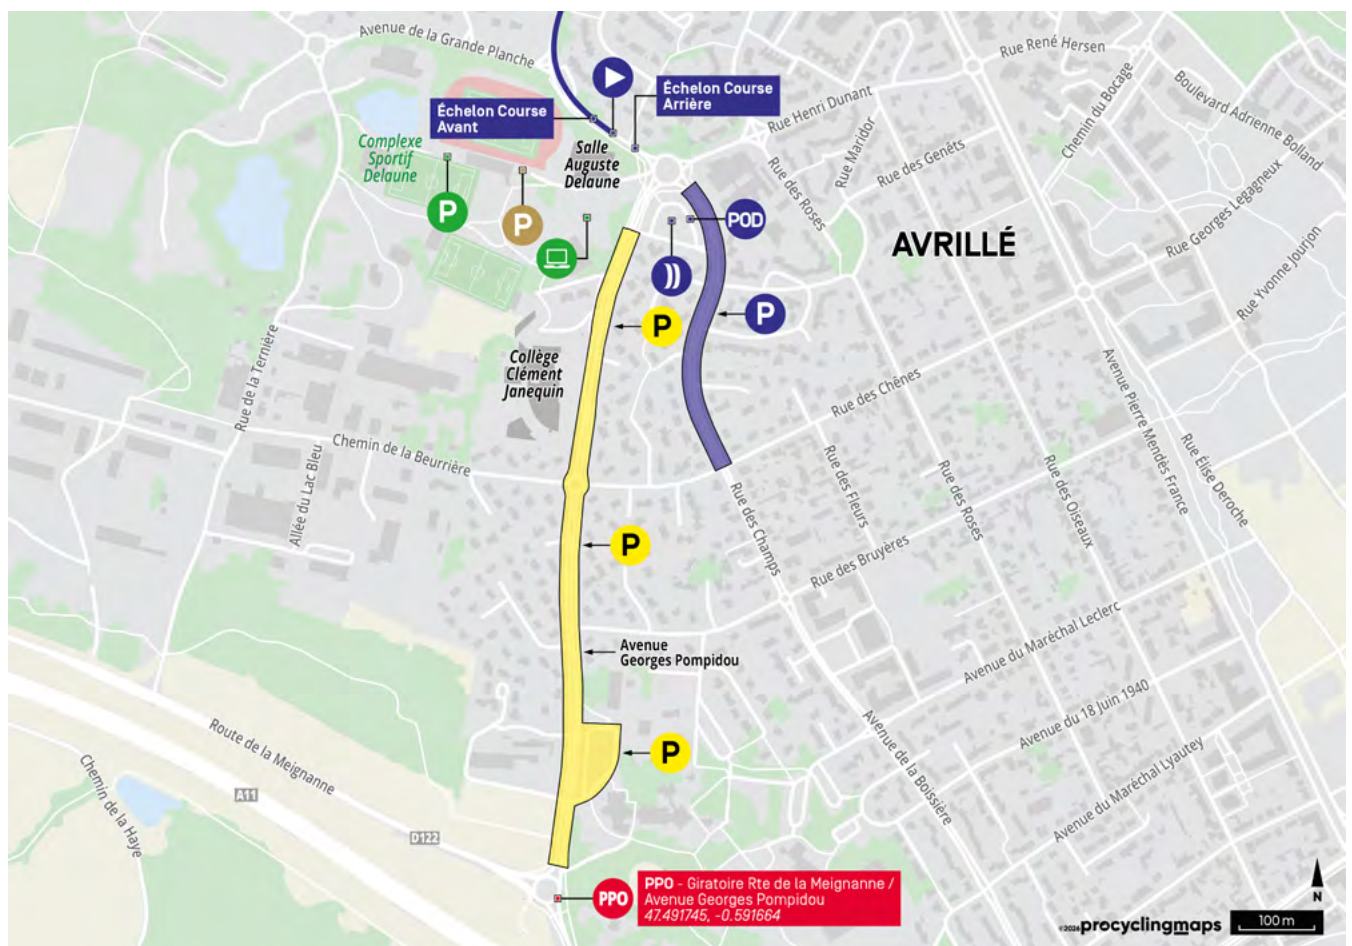 Avenue de la Grande Planche
Échelon Course
Avant
Échelon Course
Arrière
Rue René Hersen
Chemin du Bocage
Boulevard Adrienne Bolland
Rue Henri Dunant
Rue Maridor
Rue des Genêts
Rue des Roses
Rue Georges Legagneux
Rue Yvonne Jourjon
Complexe
Sportif
Delaune
Salle
Auguste
Delaune
P
P
POD
AVRILLÉ
P
P
Collège
Clément
Janequin
Rue de la Ternière
Chemin de la Beurrière
Allée du Lac Bleu
Rue des Chênes
Avenue Pierre Mendès France
Rue Élise Deroche
Rue des Fleurs
Rue des Roses
Rue des Oiseaux
Rue des Champs
P
Rue des Bruyères
Avenue
Georges Pompidou
Avenue du Maréchal Leclerc
Avenue du 18 Juin 1940
Avenue du Maréchal Lyautey
Avenue de la Boissière
P
Route de la Meignanne
Chemin de la Haye
A11
D122
PPO
PPO - Giratoire Rte de la Meignanne /
Avenue Georges Pompidou
47.491745, -0.591664
N
©2026 procyclingmaps
100 m